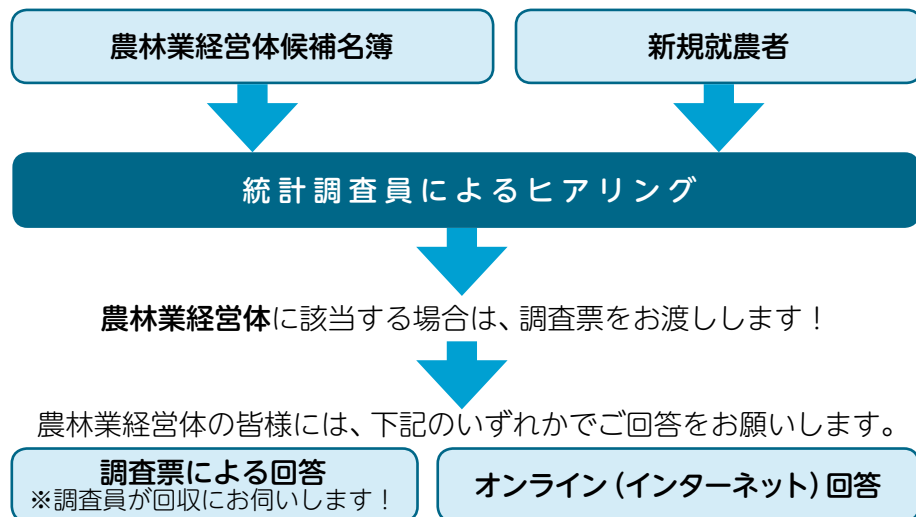 農林業経営体候補名簿
新規就農者
統計調査員によるヒアリング
農林業経営体に該当する場合は、調査票をお渡しします！
農林業経営体の皆様には、下記のいずれかでご回答をお願いします。
調査票による回答
※調査員が回収にお伺いします！
オンライン（インターネット）回答